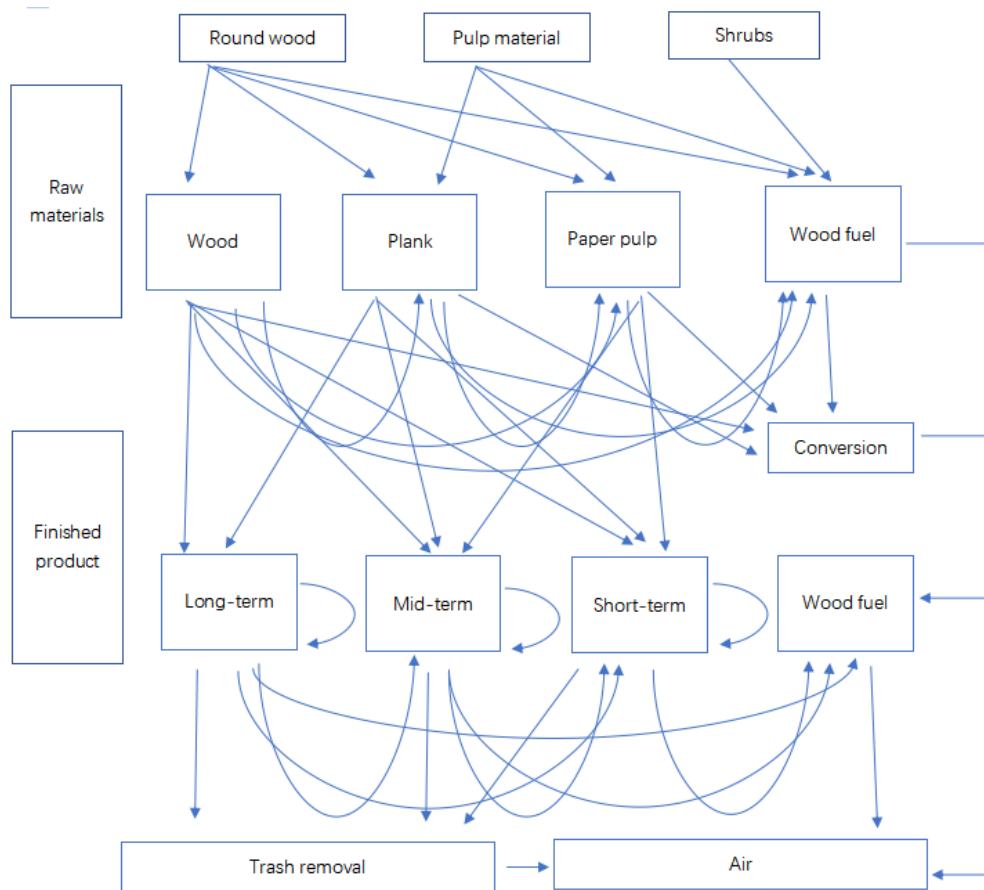 Round wood
Pulp material
Shrubs
Raw
materials
Wood
Plank
Paper pulp
Wood fuel
Conversion
Finished
product
Long-term
Mid-term
Short-term
Wood fuel
Trash removal
Air